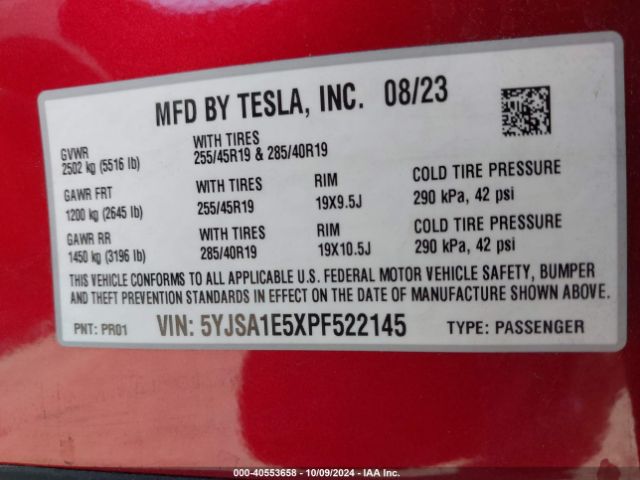 MFD BY TESLA, INC. 08/23
GVWR
2502 kg (5516 lb)
WITH TIRES
255/45R19 & 285/40R19
GAWR FRT
1200 kg (2645 lb)
WITH TIRES
255/45R19
RIM
19X9.5J
COLD TIRE PRESSURE
290 kPa, 42 psi
GAWR RR
1450 kg (3196 lb)
WITH TIRES
285/40R19
RIM
19X10.5J
COLD TIRE PRESSURE
290 kPa, 42 psi
THIS VEHICLE CONFORMS TO ALL APPLICABLE U.S. FEDERAL MOTOR VEHICLE SAFETY, BUMPER
AND THEFT PREVENTION STANDARDS IN EFFECT ON THE DATE OF MANUFACTURE SHOWN ABOVE.
PNT: PR01 VIN: 5YJSA1E5XPF522145 TYPE: PASSENGER
000-40553658 - 10/09/2024 - IAA Inc.